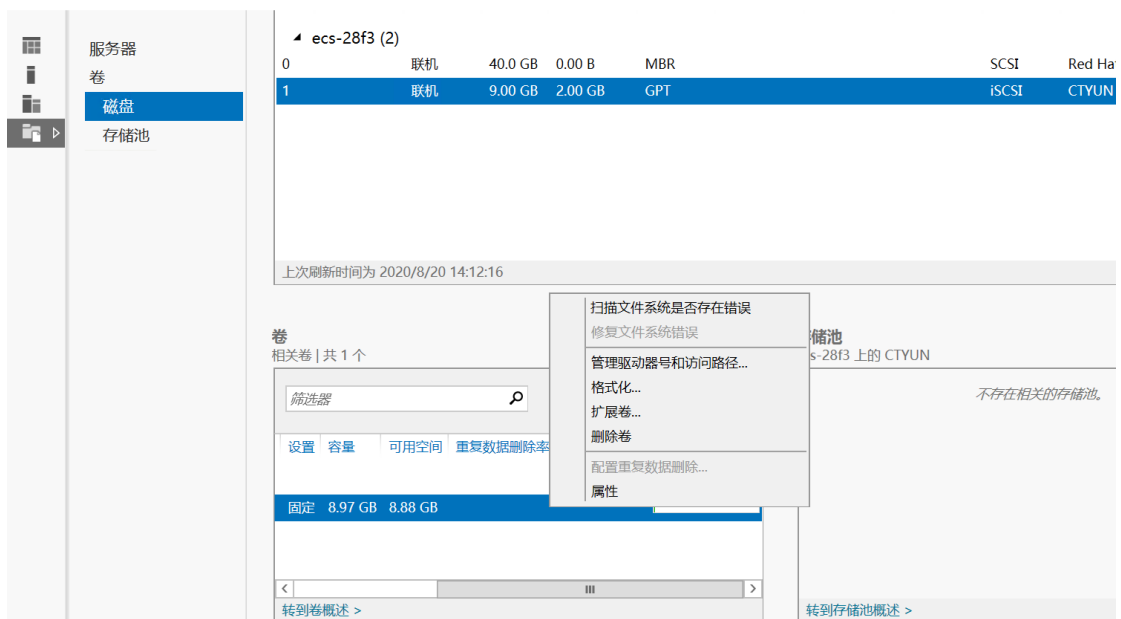 服务器
卷
磁盘
存储池
ecs-28f3 (2)
0 联机 40.0 GB 0.00 B MBR SCSI Red Ha
1 联机 9.00 GB 2.00 GB GPT iSCSI CTYUN
上次刷新时间为 2020/8/20 14:12:16
卷
相关卷 | 共 1 个
筛选器
设置 容量 可用空间 重复数据删除率
固定 8.97 GB 8.88 GB
转到卷概述 >
扫描文件系统是否存在错误
修复文件系统错误
管理驱动器号和访问路径...
格式化...
扩展卷...
删除卷
配置重复数据删除...
属性
储池
s-28f3 上的 CTYUN
不存在相关的存储池。
转到存储池概述 >